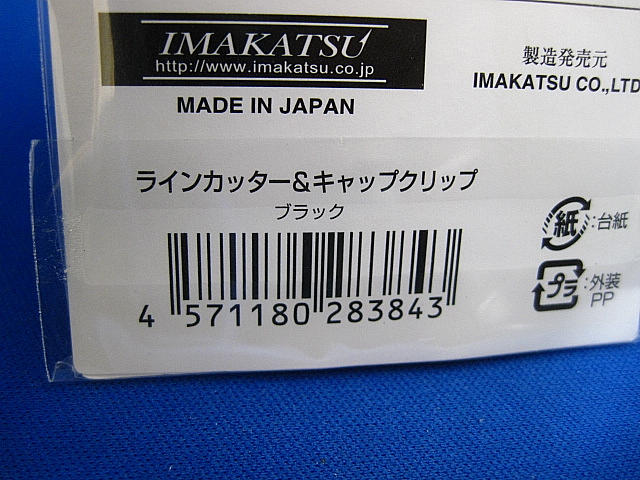 IMAKATSU
http://www.imakatsu.co.jp
MADE IN JAPAN
製造発売元
IMAKATSU CO.,LTD
ラインカッター&キャップクリップ
ブラック
4 571180 283843
紙:台紙
プラ:外装
PP